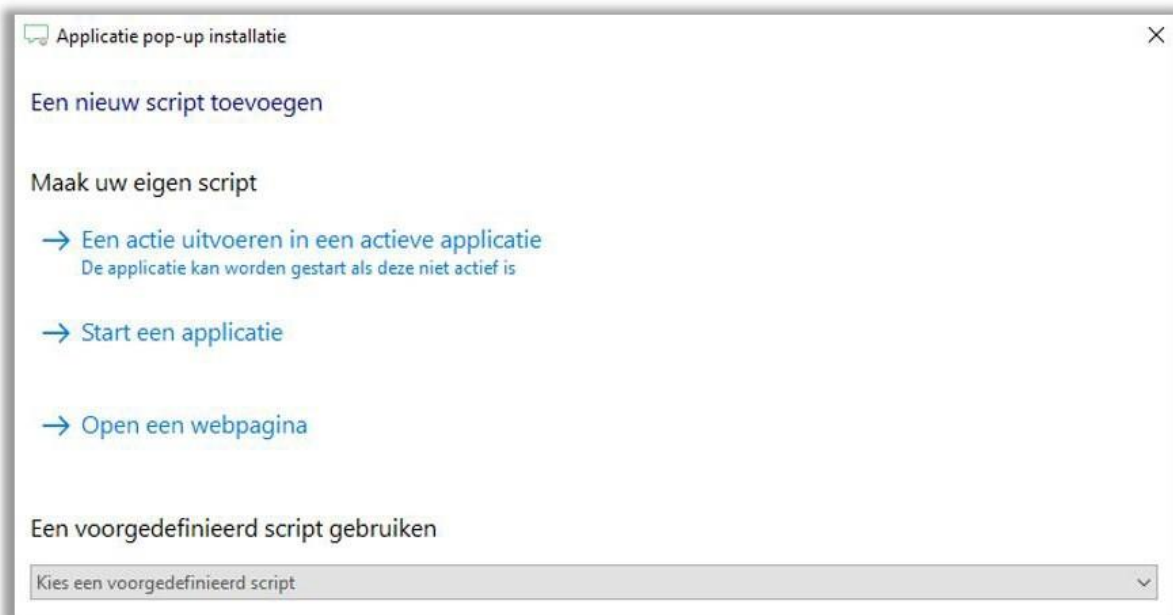 Applicatie pop-up installatie
Een nieuw script toevoegen
Maak uw eigen script
Een actie uitvoeren in een actieve applicatie
De applicatie kan worden gestart als deze niet actief is
Start een applicatie
Open een webpagina
Een voorgedefinieerd script gebruiken
Kies een voorgedefinieerd script